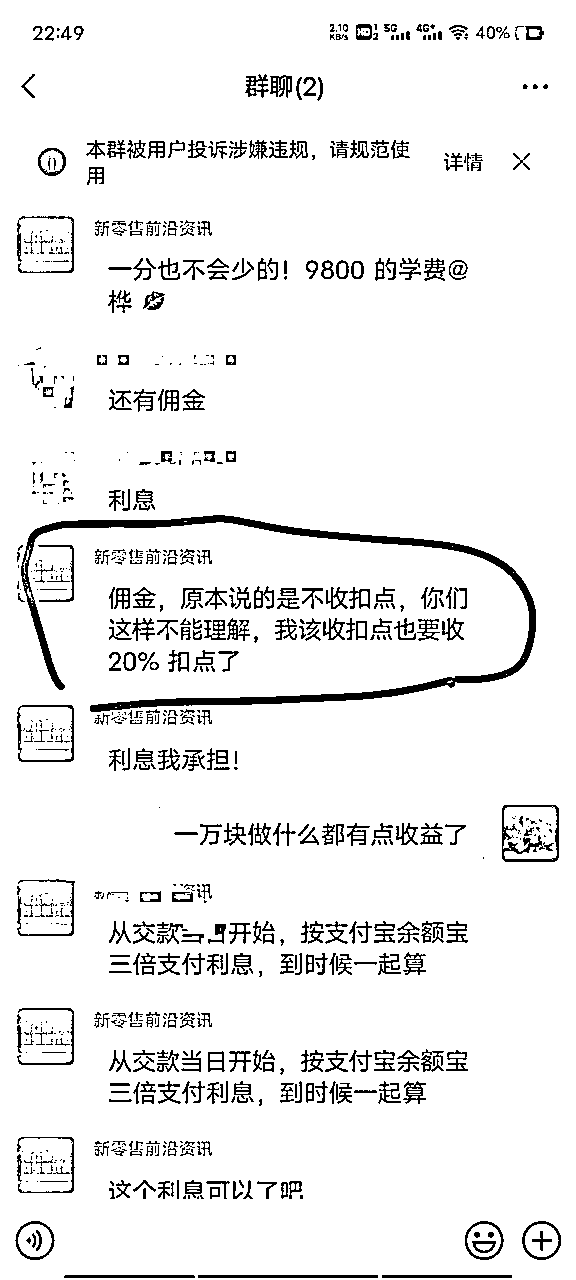 22:49
2.10 KB/s HD 1 2 5G 4G+ 40%
群聊(2)
本群被用户投诉涉嫌违规，请规范使
用
详情
新零售前沿资讯
一分也不会少的！9800 的学费@
桦
还有佣金
利息
新零售前沿资讯
佣金，原本说的是不收扣点，你们
这样不能理解，我该收扣点也要收
20% 扣点了
新零售前沿资讯
利息我承担！
一万块做什么都有点收益了
资讯
从交款 开始，按支付宝余额宝
三倍支付利息，到时候一起算
新零售前沿资讯
从交款当日开始，按支付宝余额宝
三倍支付利息，到时候一起算
新零售前沿资讯
这个利息可以了吧